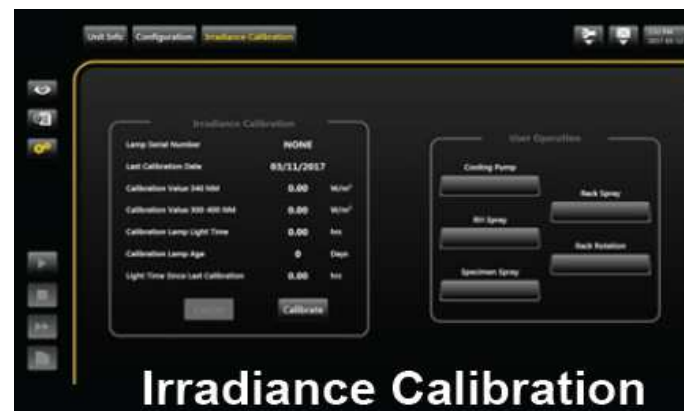 Unit Info Configuration Irradiance Calibration
Irradiance Calibration
Lamp Serial Number NONE
Last Calibration Date 03/11/2017
Calibration Value 340 NM 0.00 W/m²
Calibration Value 300-400 NM 0.00 W/m²
Calibration Lamp Light Time 0.00 hrs
Calibration Lamp Age 0 Days
Light Time Since Last Calibration 0.00 hrs
Calibrate
User Operation
Cooling Pump
Rack Spray
RH Spray
Rack Rotation
Specimen Spray
Irradiance Calibration